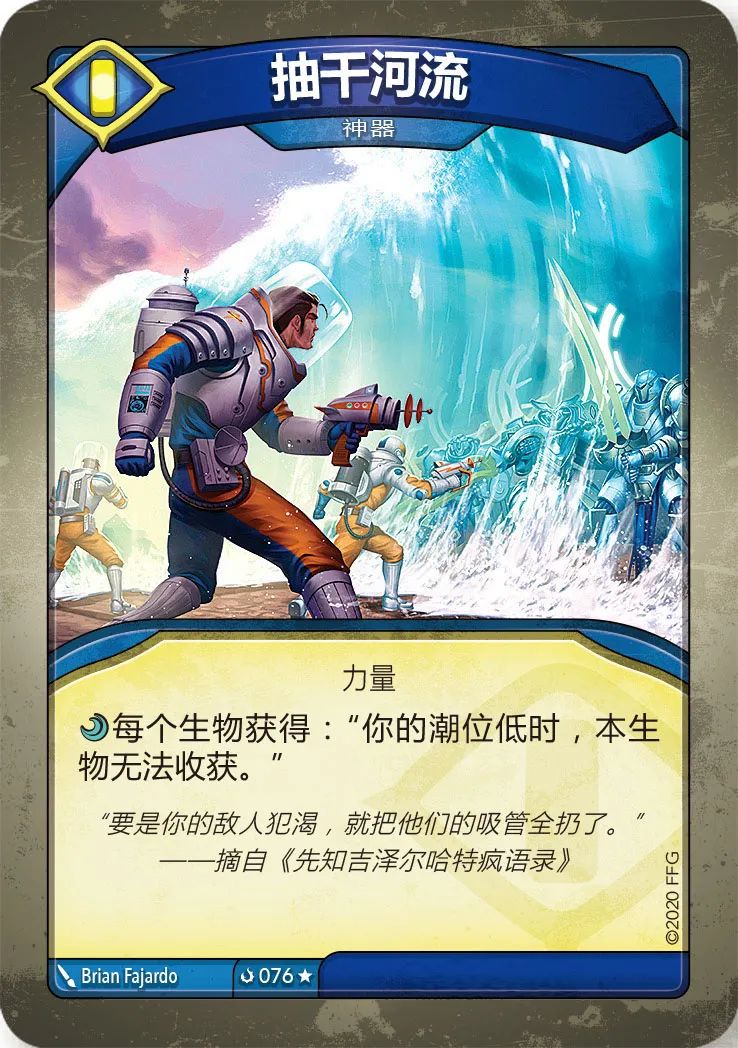 抽干河流
神器
力量
每个生物获得：“你的潮位低时，本生
物无法收获。”
“要是你的敌人犯渴，就把他们的吸管全扔了。”
——摘自《先知吉泽尔哈特疯语录》
©2020 FFG
Brian Fajardo
076★